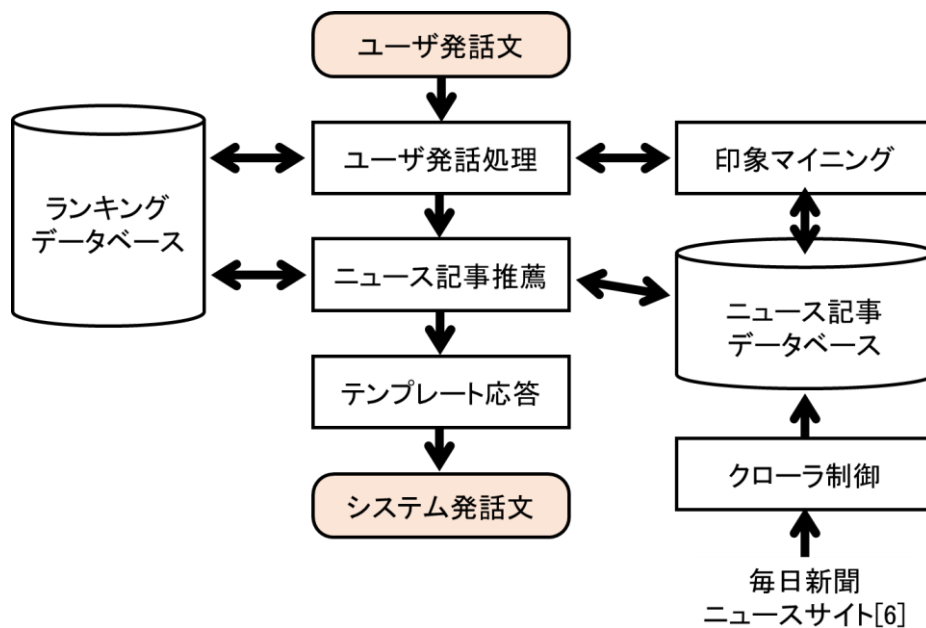 ユーザ発話文
ユーザ発話処理
印象マイニング
ランキング
データベース
ニュース記事推薦
ニュース記事
データベース
テンプレート応答
クローラ制御
システム発話文
毎日新聞
ニュースサイト[6]